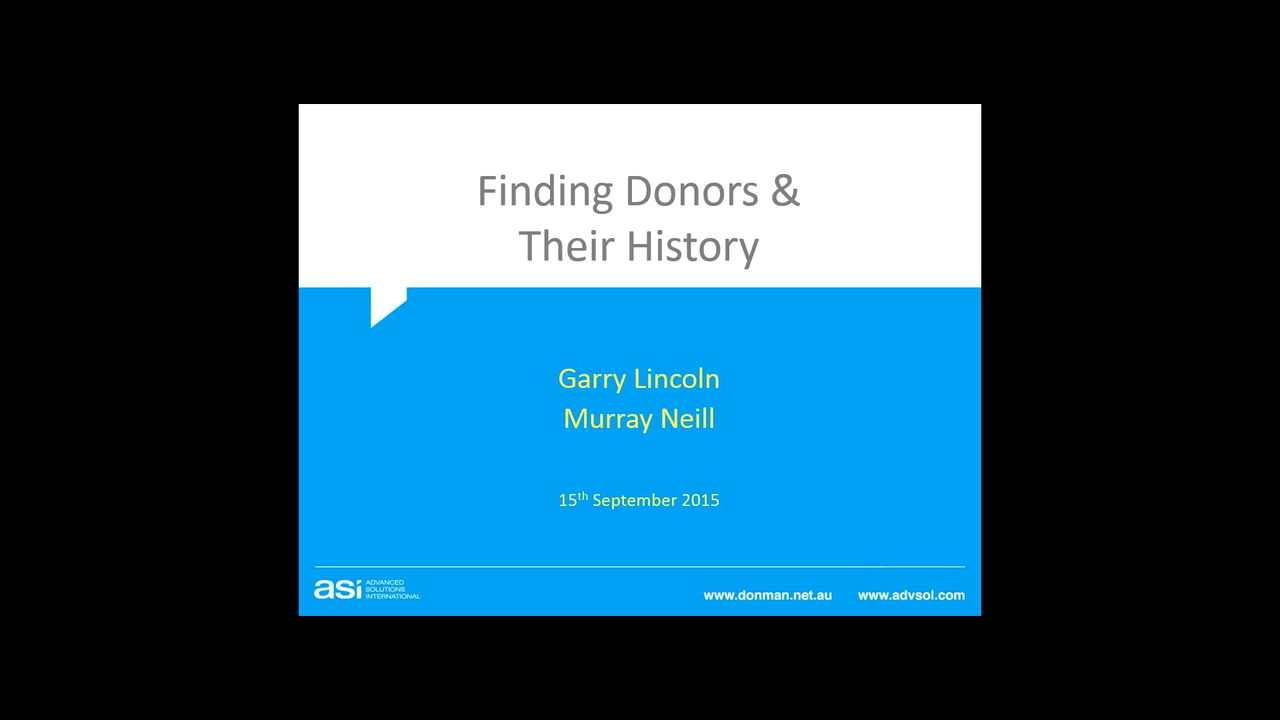 Finding Donors &
Their History
Garry Lincoln
Murray Neill
15th September 2015
asi ADVANCED
SOLUTIONS
INTERNATIONAL
www.donman.net.au www.advsol.com